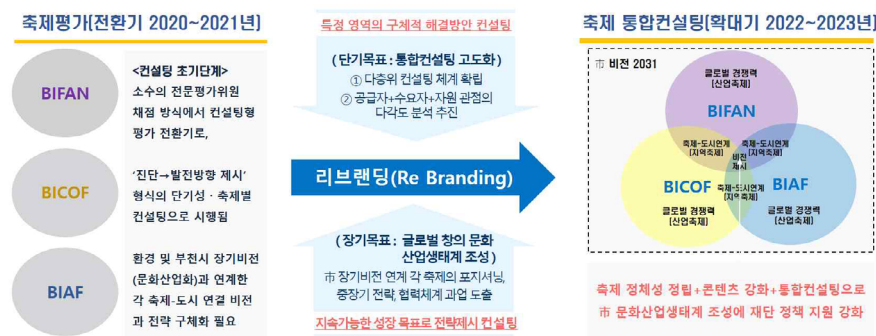 축제평가[전환기 2020~2021년]
BIFAN
<컨설팅 초기단계>
소수의 전문평가위원
채점 방식에서 컨설팅형
평가 전환기로,
BICOF
‘진단→발전방향 제시’
형식의 단기성·축제별
컨설팅으로 시행됨
BIAF
환경 및 부천시 장기비전
(문화산업화)과 연계한
각 축제-도시 연결 비전
과 전략 구체화 필요
특정 영역의 구체적 해결방안 컨설팅
(단기목표 : 통합컨설팅 고도화)
① 다층위 컨설팅 체계 확립
② 공급자+수요자+자원 관점의
다각도 분석 추진
리브랜딩(Re Branding)
(장기목표 : 글로벌 창의 문화
산업생태계 조성)
市 장기비전 연계 각 축제의 포지셔닝,
중장기 전략, 협력체계 과업 도출
지속가능한 성장 목표로 전략제시 컨설팅
축제 통합컨설팅[확대기 2022~2023년]
市 비전 2031
글로벌 경쟁력
[산업축제]
BIFAN
축제-도시연계
[지역축제]
축제-도시연계
[지역축제]
비전
제시
BICOF
축제-도시연계
[지역축제]
BIAF
글로벌 경쟁력
[산업축제]
글로벌 경쟁력
[산업축제]
축제 정체성 정립+콘텐츠 강화+통합컨설팅으로
市 문화산업생태계 조성에 재단 정책 지원 강화